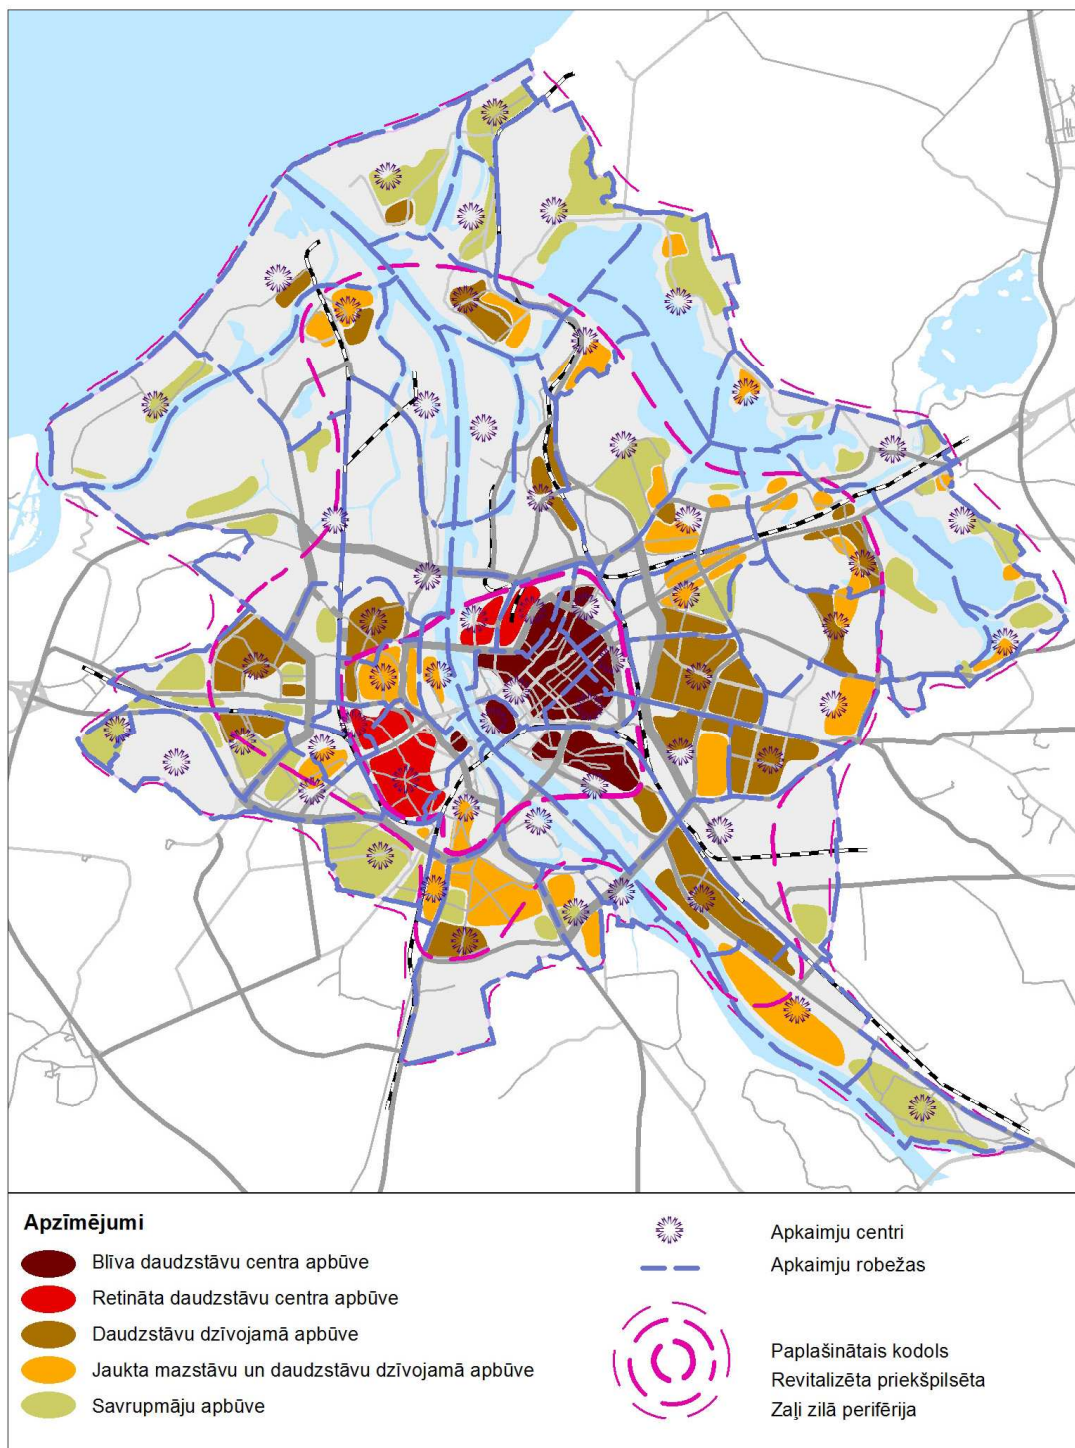 Apzīmējumi
Blīva daudzstāvu centra apbūve
Retināta daudzstāvu centra apbūve
Daudzstāvu dzīvojamā apbūve
Jaukta mazstāvu un daudzstāvu dzīvojamā apbūve
Savrupmāju apbūve
Apkaimju centri
Apkaimju robežas
Paplašinātais kodols
Revitalizēta priekšpilsēta
Zaļi zilā perifērija